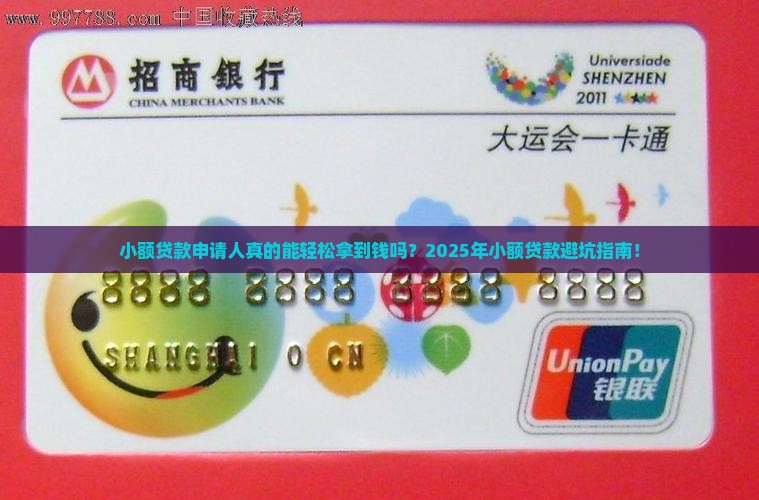 www.997788.com 中国收藏热线
招商银行
CHINA MERCHANTS BANK
Universiade
SHENZHEN
2011
大运会一卡通
小额贷款申请人真的能轻松拿到钱吗？2025年小额贷款避坑指南！
8888 8888 8888 8888
SHANGHAI 0 CN
UnionPay
银联